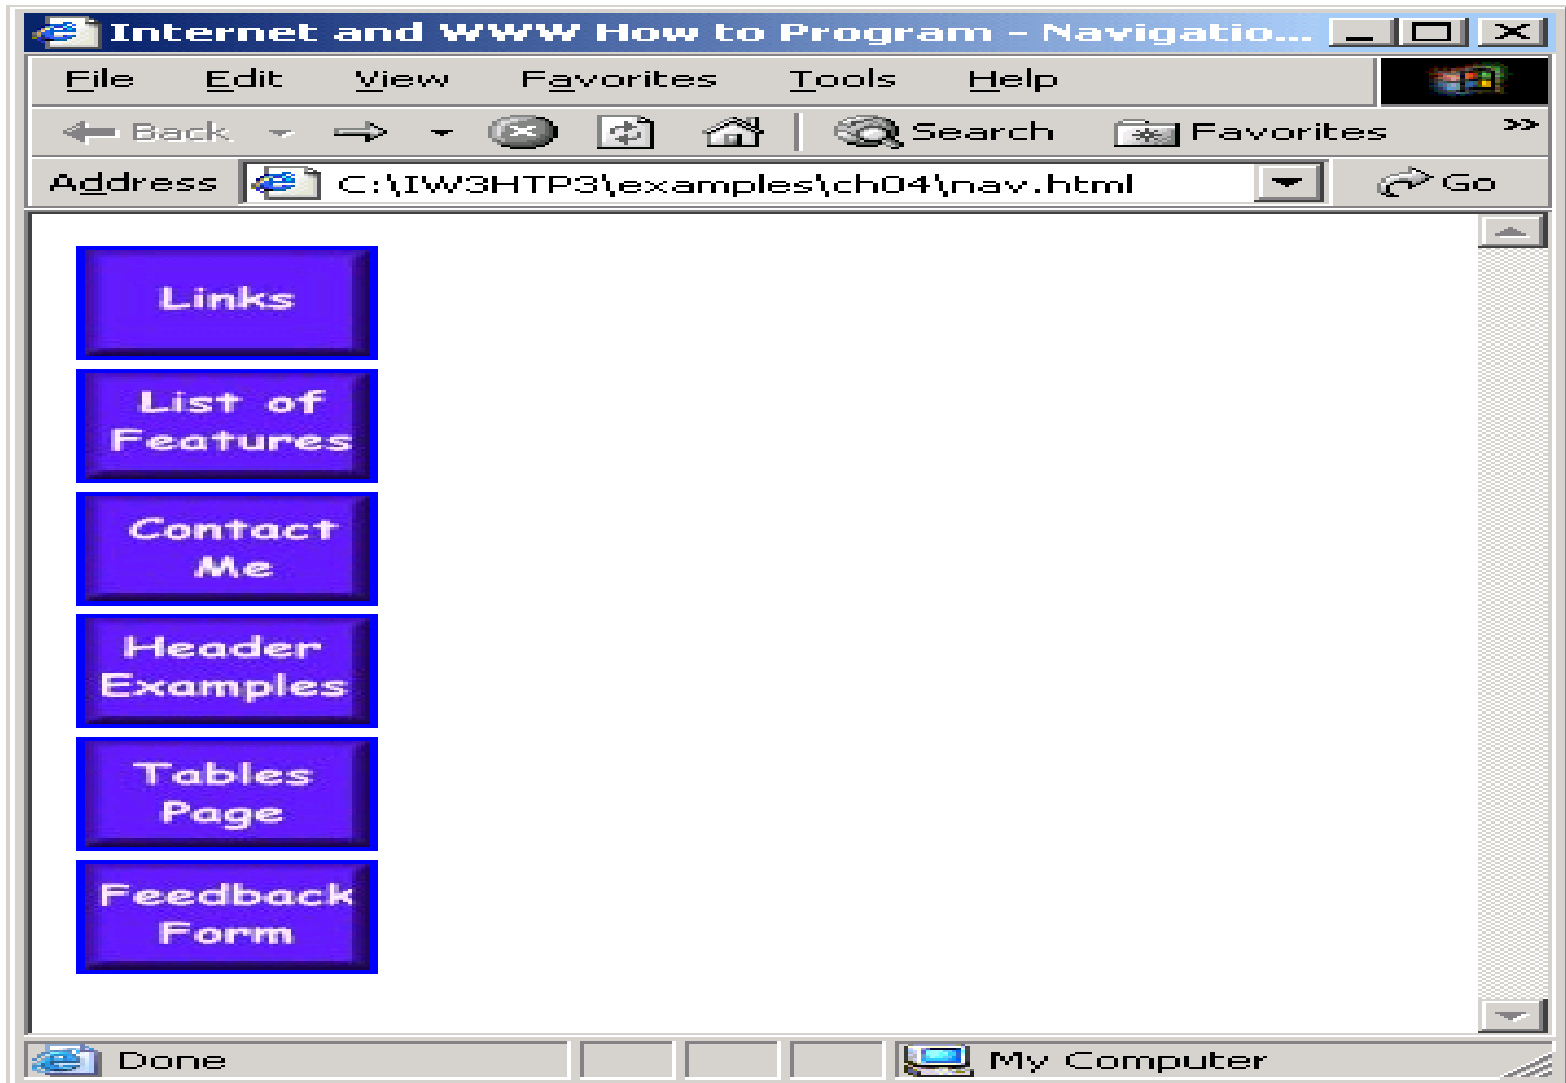 Internet and WWW How to Program - Navigatio...
File Edit View Favorites Tools Help
Back Search Favorites >>
Address C:\IW3HTP3\examples\ch04\nav.html Go
Links
List of
Features
Contact
Me
Header
Examples
Tables
Page
Feedback
Form
Done My Computer